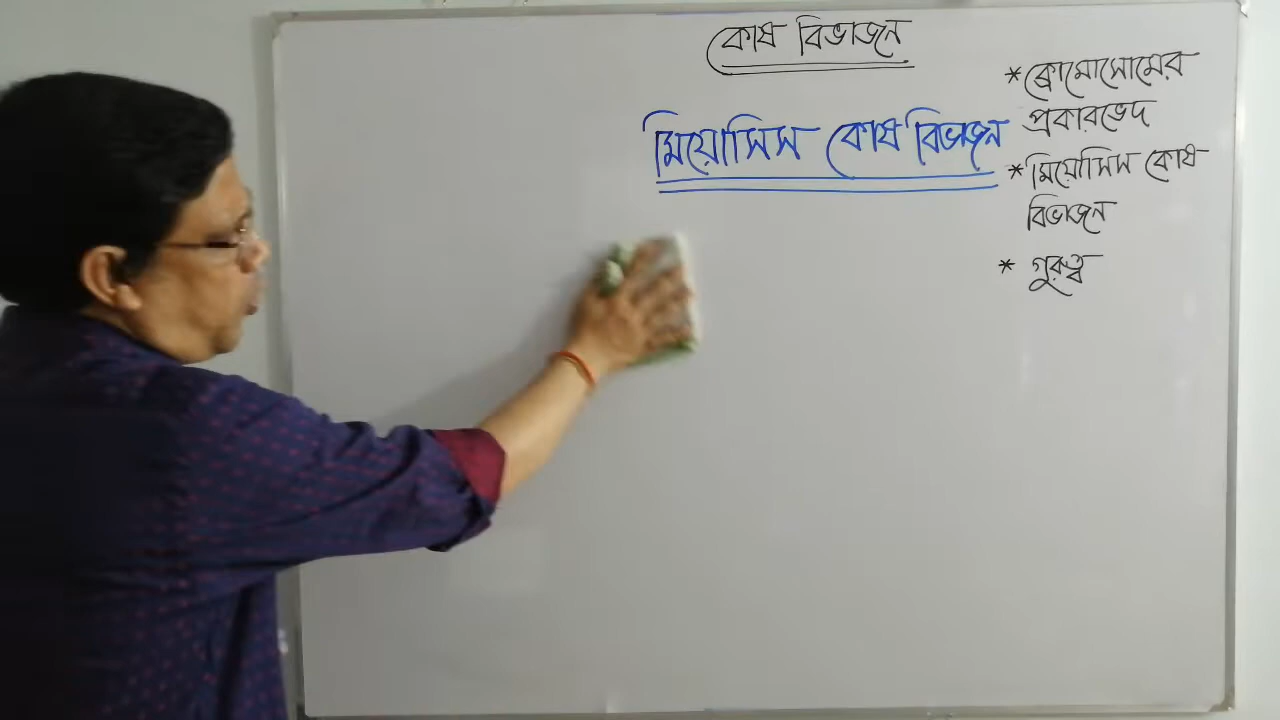 কোষ বিভাজন
মিয়োসিস কোষ বিভাজন
* ক্রোমোসোমের
প্রকারভেদ
* মিয়োসিস কোষ
বিভাজন
* গুরুত্ব